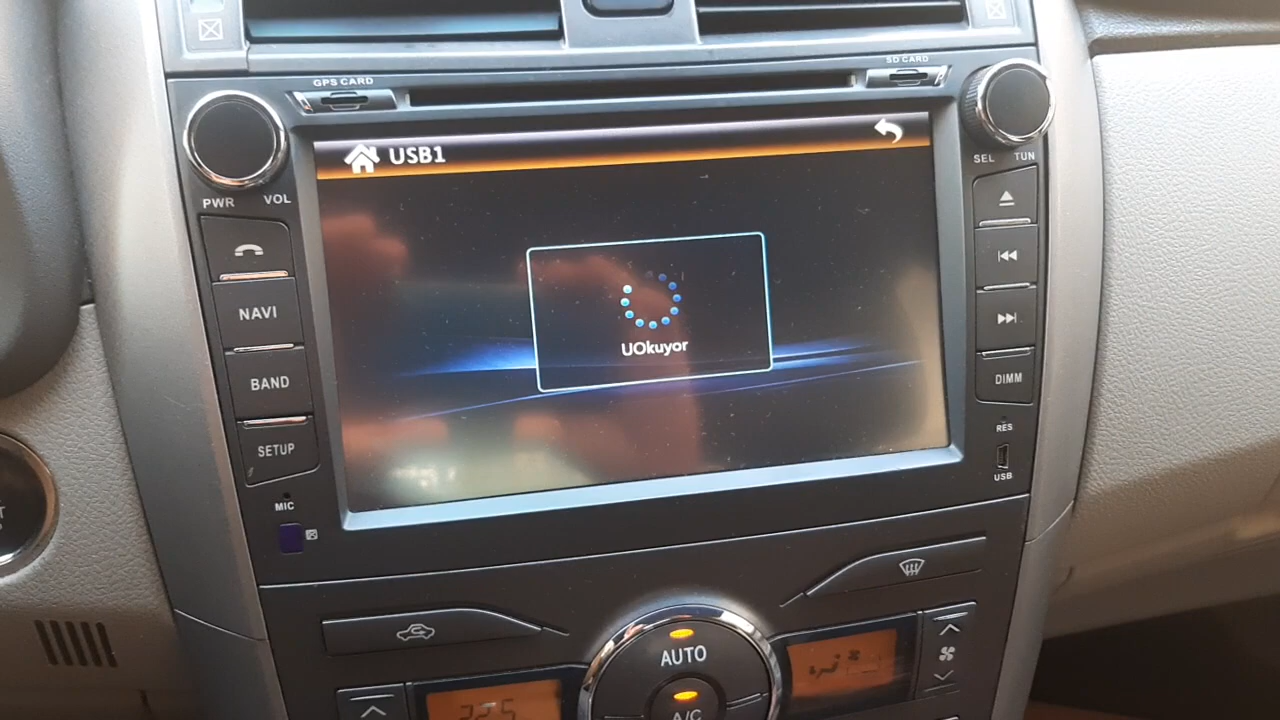 GPS CARD
SD CARD
USB1
PWR VOL
SEL TUN
NAVI
BAND
SETUP
DIMM
UOkuyor
RES
USB
MIC
AUTO
A/C